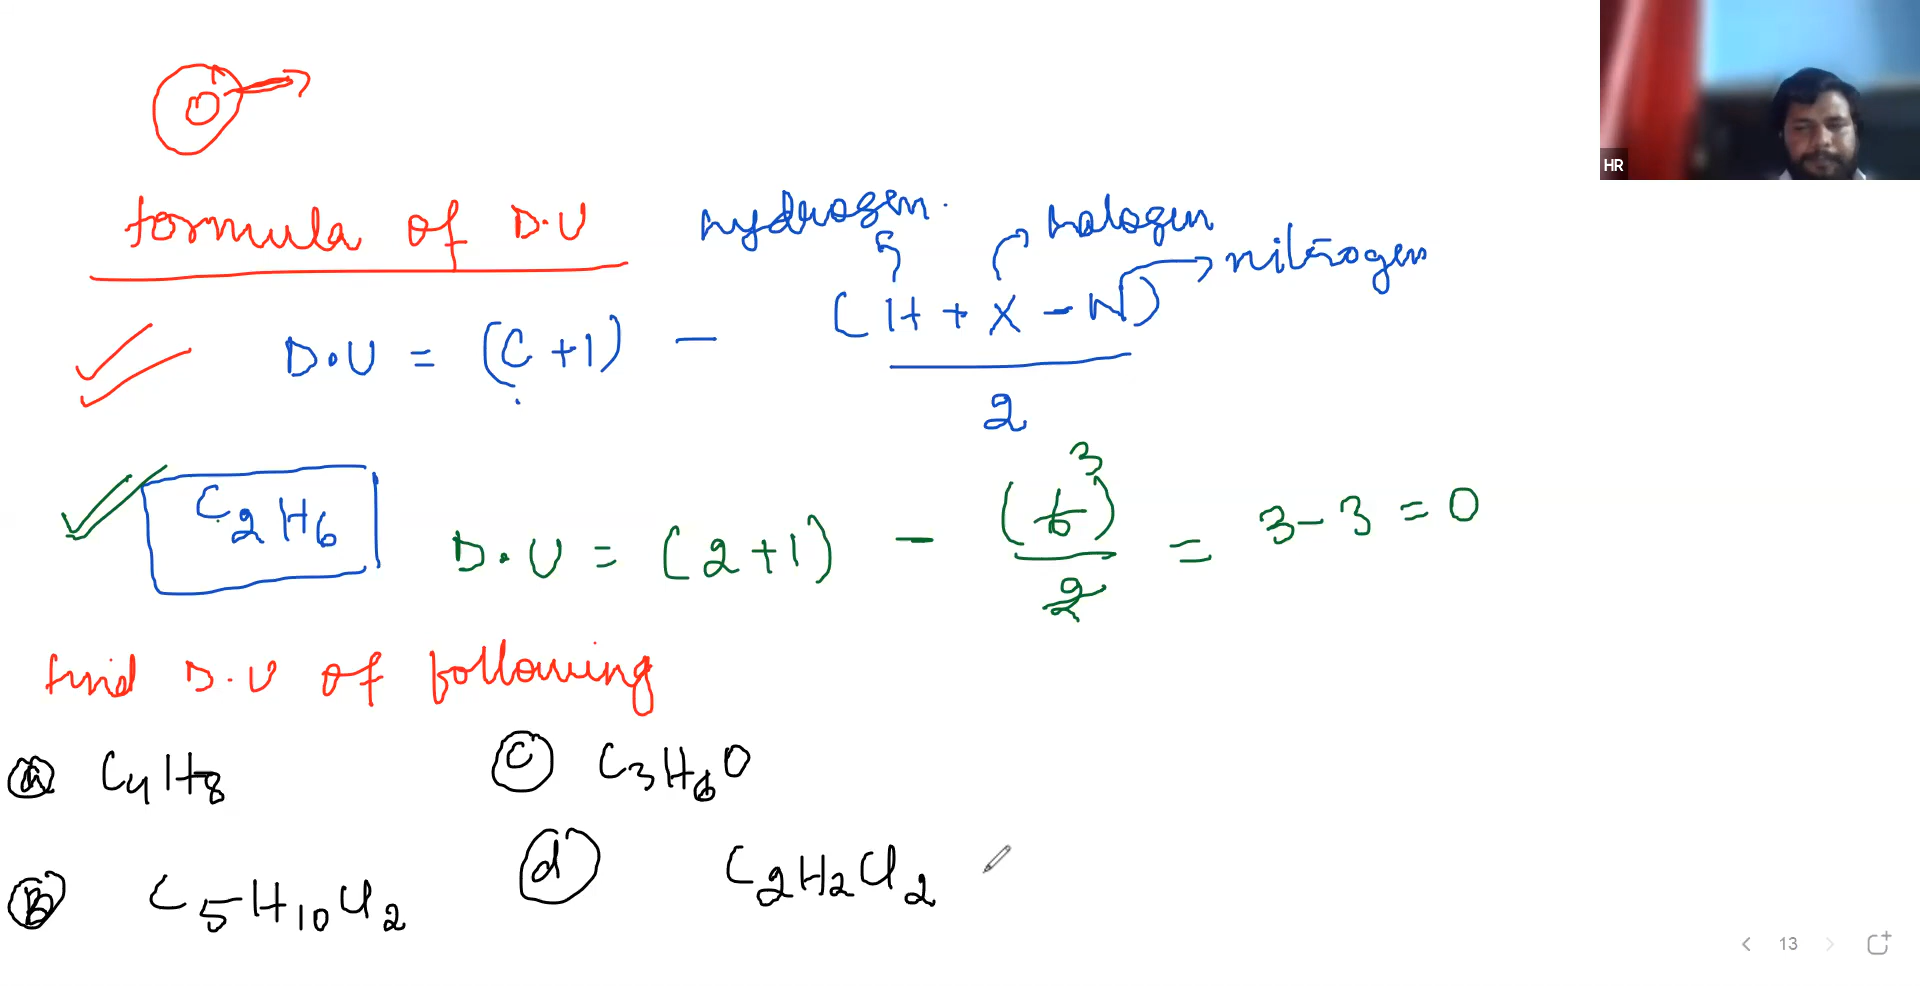 HR
formula of D.U
hydrogen.
halogen
nitrogen
D.U = (C+1) - (H + X - N) / 2
C2H6
D.U = (2+1) - (6) / 2 = 3-3 = 0
3
find D.U of following
(a) C4H8
(c) C3H6O
(b) C5H10Cl2
(d) C2H2Cl2
13